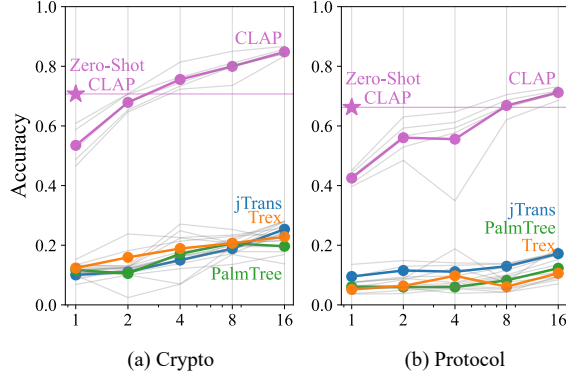 1.0
0.8
0.6
0.4
0.2
0.0
Accuracy
CLAP
Zero-Shot
CLAP
jTrans
Trex
PalmTree
1 2 4 8 16
(a) Crypto
1.0
0.8
0.6
0.4
0.2
0.0
CLAP
Zero-Shot
CLAP
jTrans
PalmTree
Trex
1 2 4 8 16
(b) Protocol